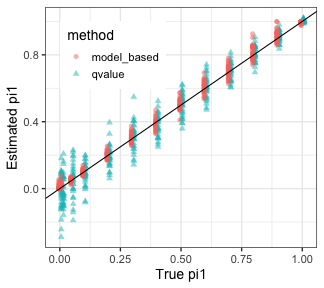 method
model_based
qvalue
0.8
0.4
0.0
Estimated pi1
0.00
0.25
0.50
0.75
1.00
True pi1